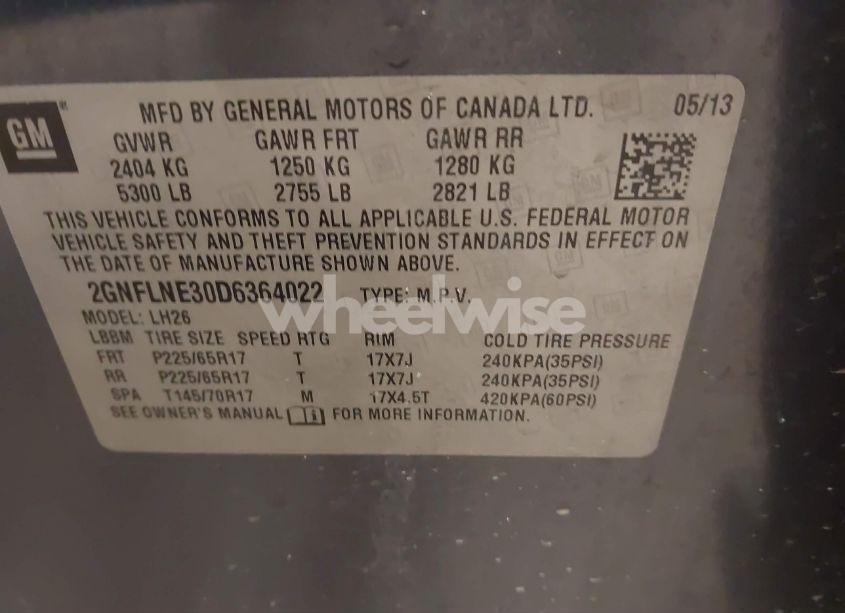 GM
MFD BY GENERAL MOTORS OF CANADA LTD. 05/13
GVWR GAWR FRT GAWR RR
2404 KG 1250 KG 1280 KG
5300 LB 2755 LB 2821 LB
THIS VEHICLE CONFORMS TO ALL APPLICABLE U.S. FEDERAL MOTOR
VEHICLE SAFETY AND THEFT PREVENTION STANDARDS IN EFFECT ON
THE DATE OF MANUFACTURE SHOWN ABOVE.
2GNFLNE30D6364022 TYPE: M.P.V.
wheelwise
MODEL: LH26
LBBM TIRE SIZE SPEED RTG RIM COLD TIRE PRESSURE
FRT P225/65R17 T 17X7J 240KPA(35PSI)
RR P225/65R17 T 17X7J 240KPA(35PSI)
SPA T145/70R17 M 17X4.5T 420KPA(60PSI)
SEE OWNER'S MANUAL FOR MORE INFORMATION.